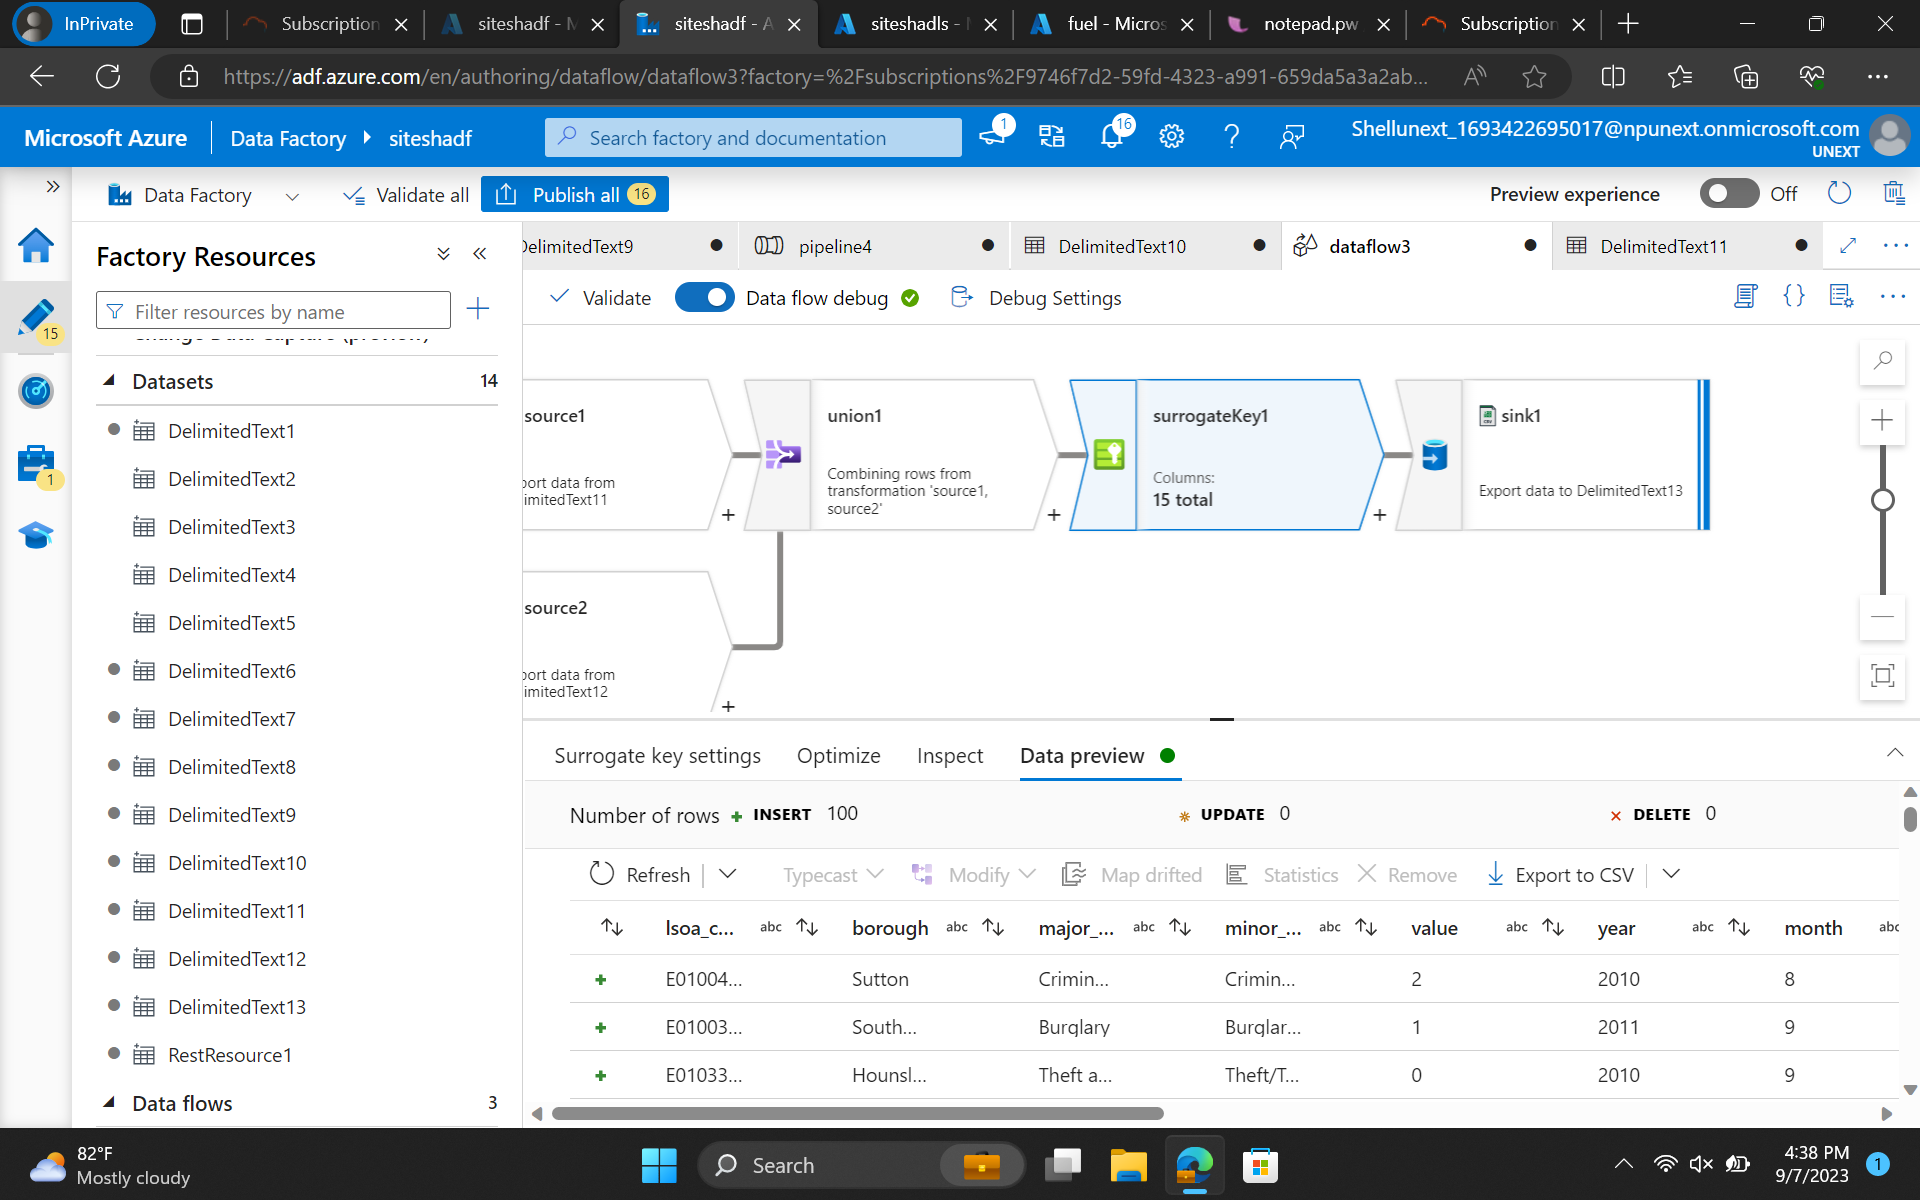 InPrivate
Subscription
siteshadf - M
siteshadf - A
siteshadls - M
fuel - Micros
notepad.pw
Subscription
https://adf.azure.com/en/authoring/dataflow/dataflow3?factory=%2Fsubscriptions%2F9746f7d2-59fd-4323-a991-659da5a3a2ab...
Microsoft Azure
Data Factory
siteshadf
Search factory and documentation
1
16
Shellunext_1693422695017@npunext.onmicrosoft.com
UNEXT
Data Factory
Validate all
Publish all 16
Preview experience
Off
15
1
Factory Resources
Filter resources by name
Change Data Capture (preview)
Datasets 14
DelimitedText1
DelimitedText2
DelimitedText3
DelimitedText4
DelimitedText5
DelimitedText6
DelimitedText7
DelimitedText8
DelimitedText9
DelimitedText10
DelimitedText11
DelimitedText12
DelimitedText13
RestResource1
Data flows 3
DelimitedText9
pipeline4
DelimitedText10
dataflow3
DelimitedText11
Validate
Data flow debug
Debug Settings
source1
port data from
imitedText11
union1
Combining rows from
transformation 'source1,
source2'
surrogateKey1
Columns:
15 total
sink1
Export data to DelimitedText13
source2
port data from
imitedText12
Surrogate key settings
Optimize
Inspect
Data preview
Number of rows + INSERT 100
UPDATE 0
DELETE 0
Refresh
Typecast
Modify
Map drifted
Statistics
Remove
Export to CSV
lsoa_c... abc borough abc major_... abc minor_... abc value abc year abc month abc
E01004... Sutton Crimin... Crimin... 2 2010 8
E01003... South... Burglary Burglar... 1 2011 9
E01033... Hounsl... Theft a... Theft/T... 0 2010 9
82°F
Mostly cloudy
Search
4:38 PM
9/7/2023
1